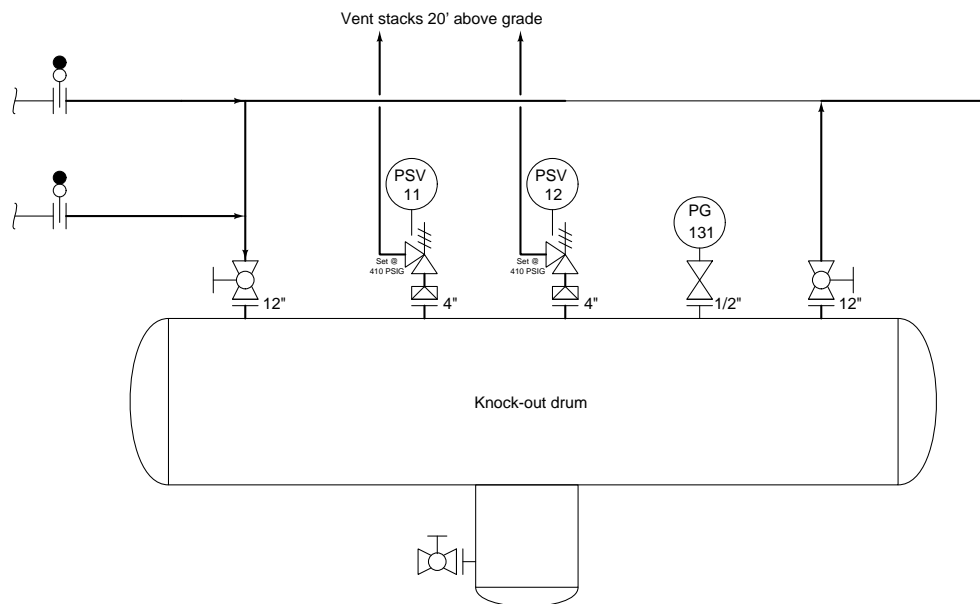 Vent stacks 20’ above grade
PSV
11
PSV
12
PG
131
Set @
410 PSIG
Set @
410 PSIG
12"
4"
4"
1/2"
12"
Knock-out drum